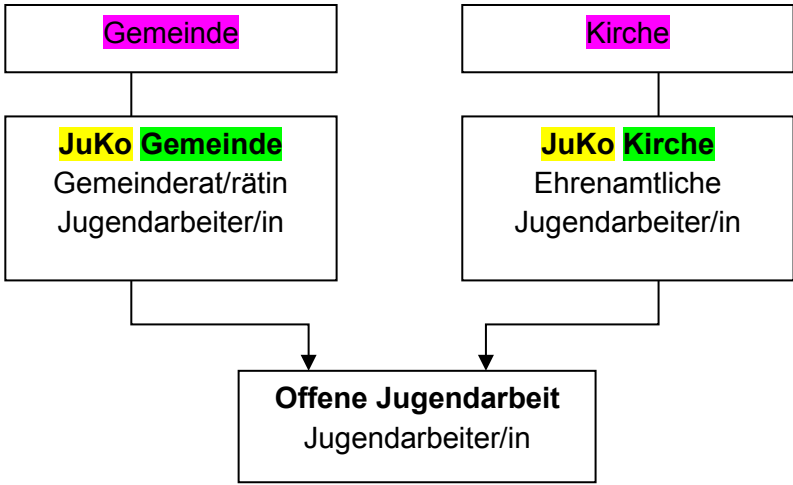 Gemeinde
Kirche
JuKo Gemeinde
Gemeinderat/rätin
Jugendarbeiter/in
JuKo Kirche
Ehrenamtliche
Jugendarbeiter/in
Offene Jugendarbeit
Jugendarbeiter/in